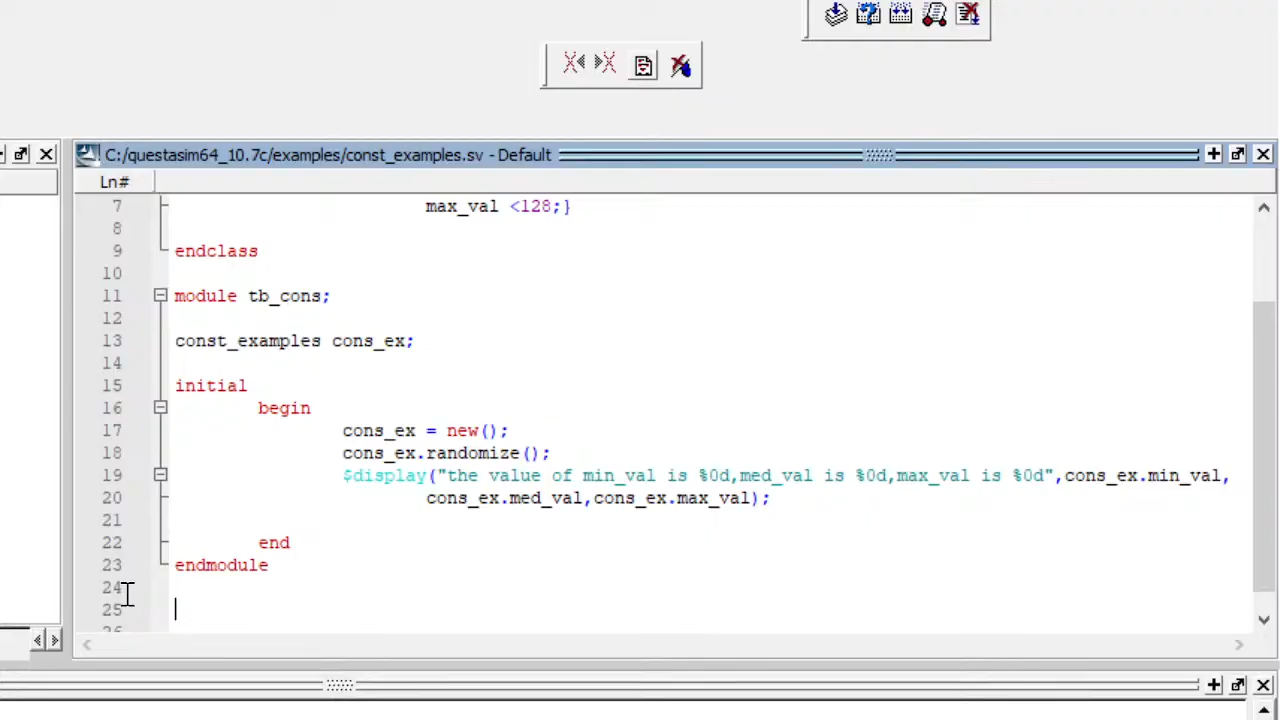 C:/questasim64_10.7c/examples/const_examples.sv - Default
Ln#
7 max_val <128;}
8
9 endclass
10
11 module tb_cons;
12
13 const_examples cons_ex;
14
15 initial
16 begin
17 cons_ex = new();
18 cons_ex.randomize();
19 $display("the value of min_val is %0d,med_val is %0d,max_val is %0d",cons_ex.min_val,
20 cons_ex.med_val,cons_ex.max_val);
21
22 end
23 endmodule
24
25